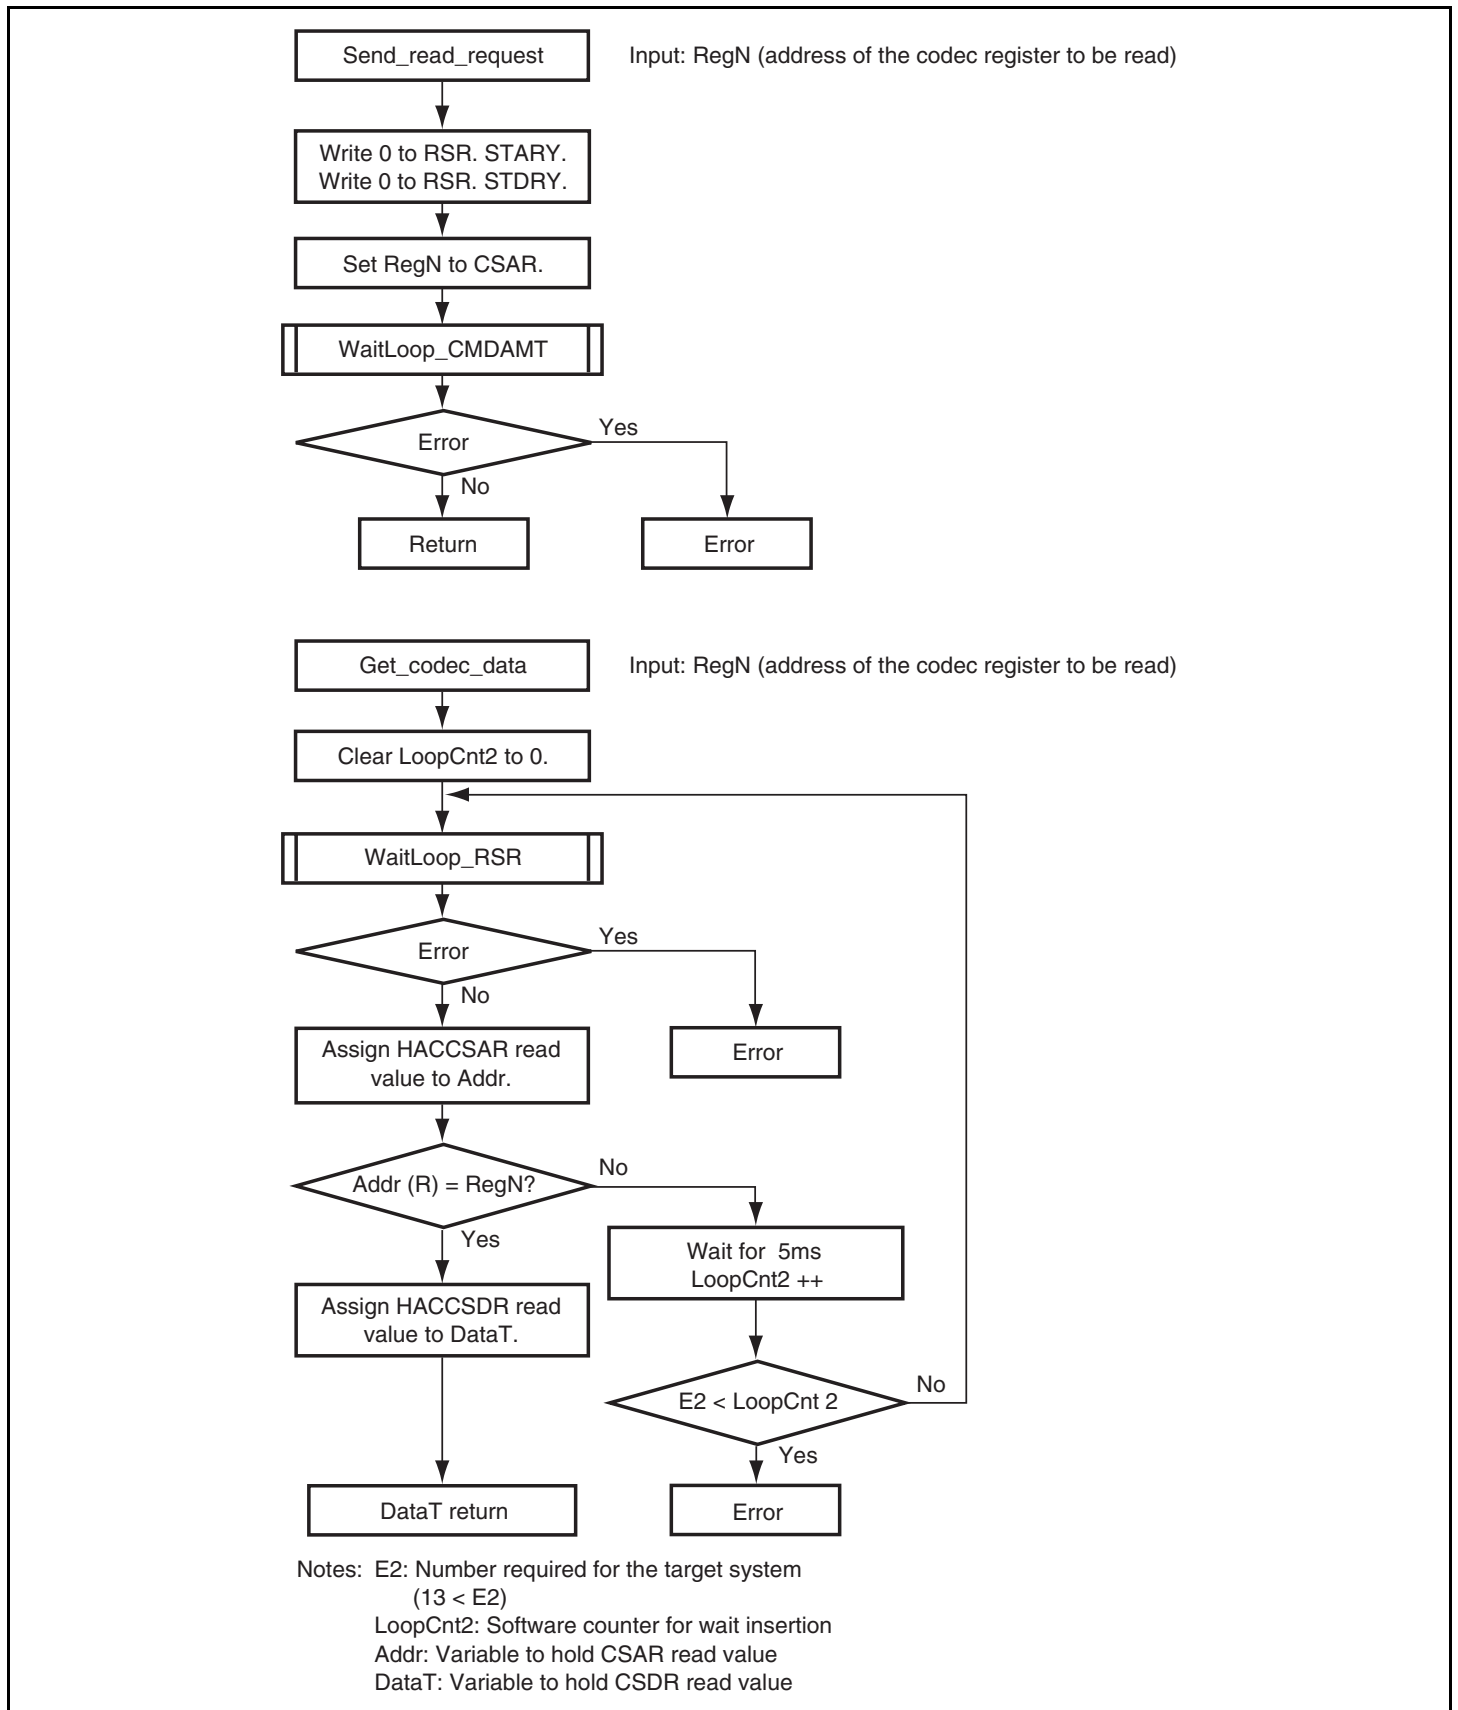 Send_read_request
Input: RegN (address of the codec register to be read)
Write 0 to RSR. STARY.
Write 0 to RSR. STDRY.
Set RegN to CSAR.
WaitLoop_CMDAMT
Error
Yes
No
Return
Error
Get_codec_data
Input: RegN (address of the codec register to be read)
Clear LoopCnt2 to 0.
WaitLoop_RSR
Error
Yes
No
Assign HACCSAR read
value to Addr.
Error
Addr (R) = RegN?
No
Yes
Wait for 5ms
LoopCnt2 ++
Assign HACCSDR read
value to DataT.
E2 < LoopCnt 2
No
Yes
DataT return
Error
Notes: E2: Number required for the target system
(13 < E2)
LoopCnt2: Software counter for wait insertion
Addr: Variable to hold CSAR read value
DataT: Variable to hold CSDR read value